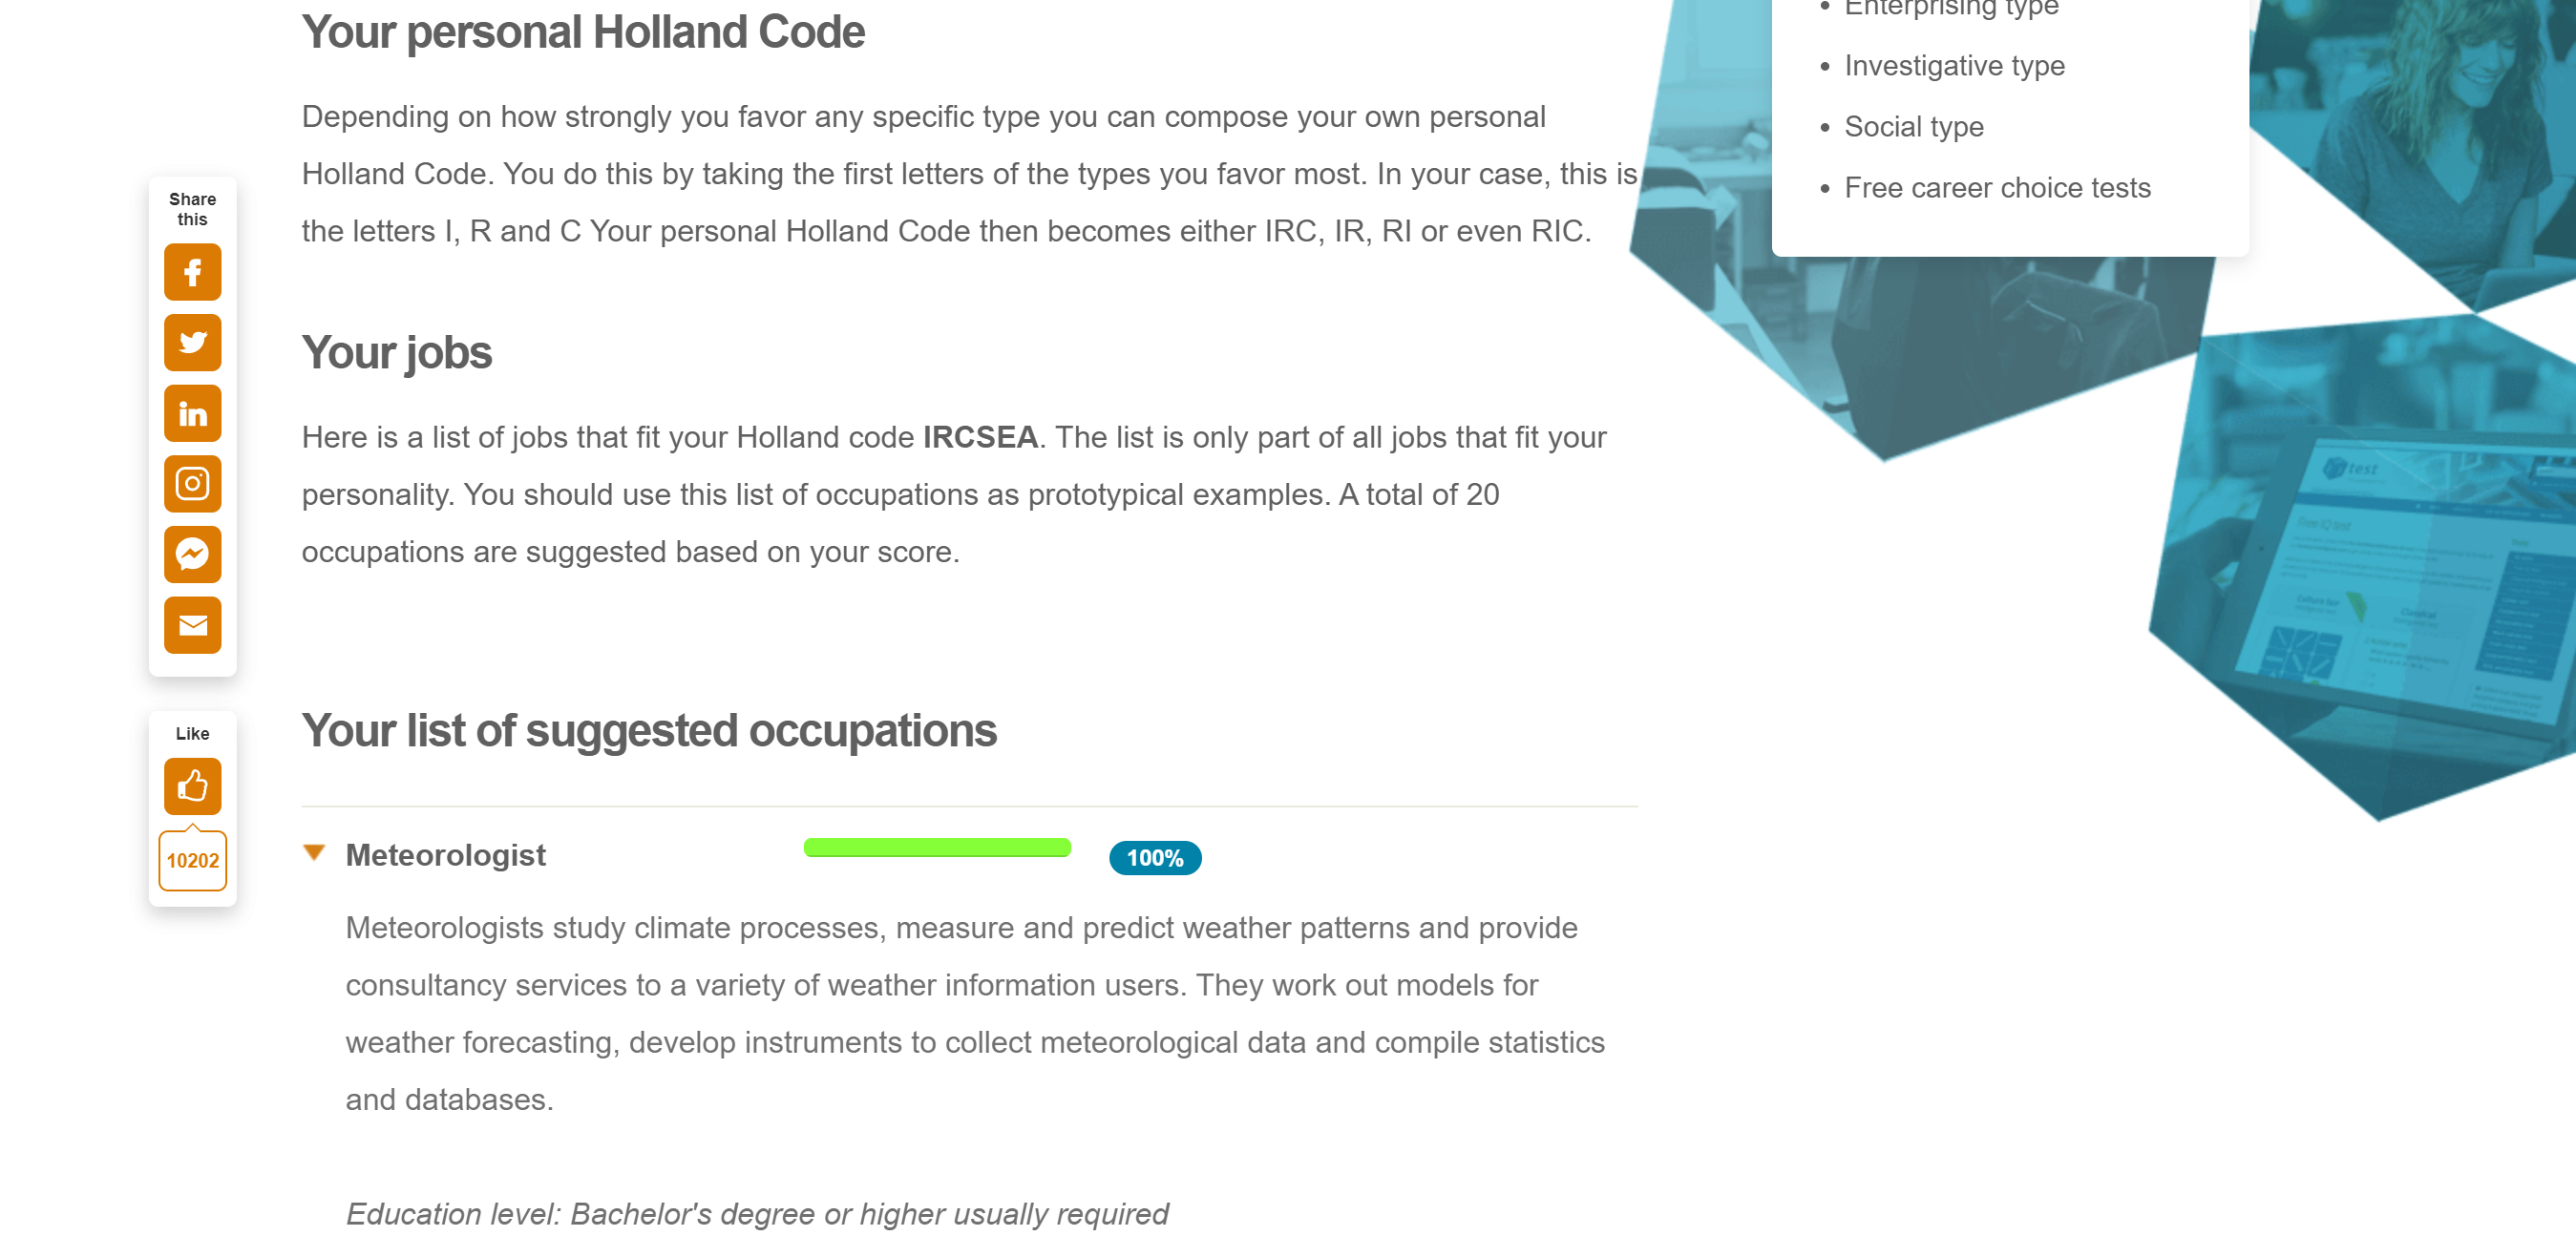 Your personal Holland Code
Depending on how strongly you favor any specific type you can compose your own personal
Holland Code. You do this by taking the first letters of the types you favor most. In your case, this is
the letters I, R and C Your personal Holland Code then becomes either IRC, IR, RI or even RIC.
Your jobs
Here is a list of jobs that fit your Holland code IRCSEA. The list is only part of all jobs that fit your
personality. You should use this list of occupations as prototypical examples. A total of 20
occupations are suggested based on your score.
Your list of suggested occupations
Meteorologist 100%
Meteorologists study climate processes, measure and predict weather patterns and provide
consultancy services to a variety of weather information users. They work out models for
weather forecasting, develop instruments to collect meteorological data and compile statistics
and databases.
Education level: Bachelor's degree or higher usually required
Share
this
Like
10202
Enterprising type
Investigative type
Social type
Free career choice tests
test
Free IQ test